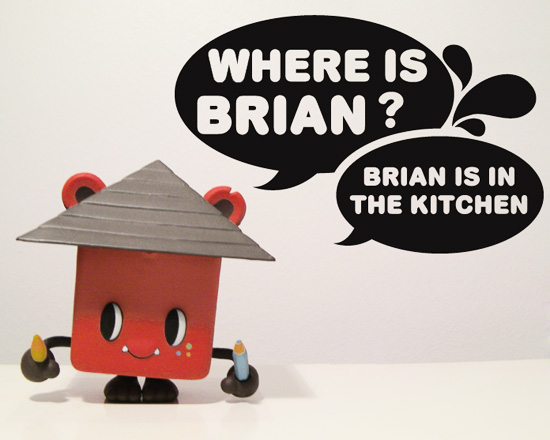 WHERE IS
BRIAN ?
BRIAN IS IN
THE KITCHEN